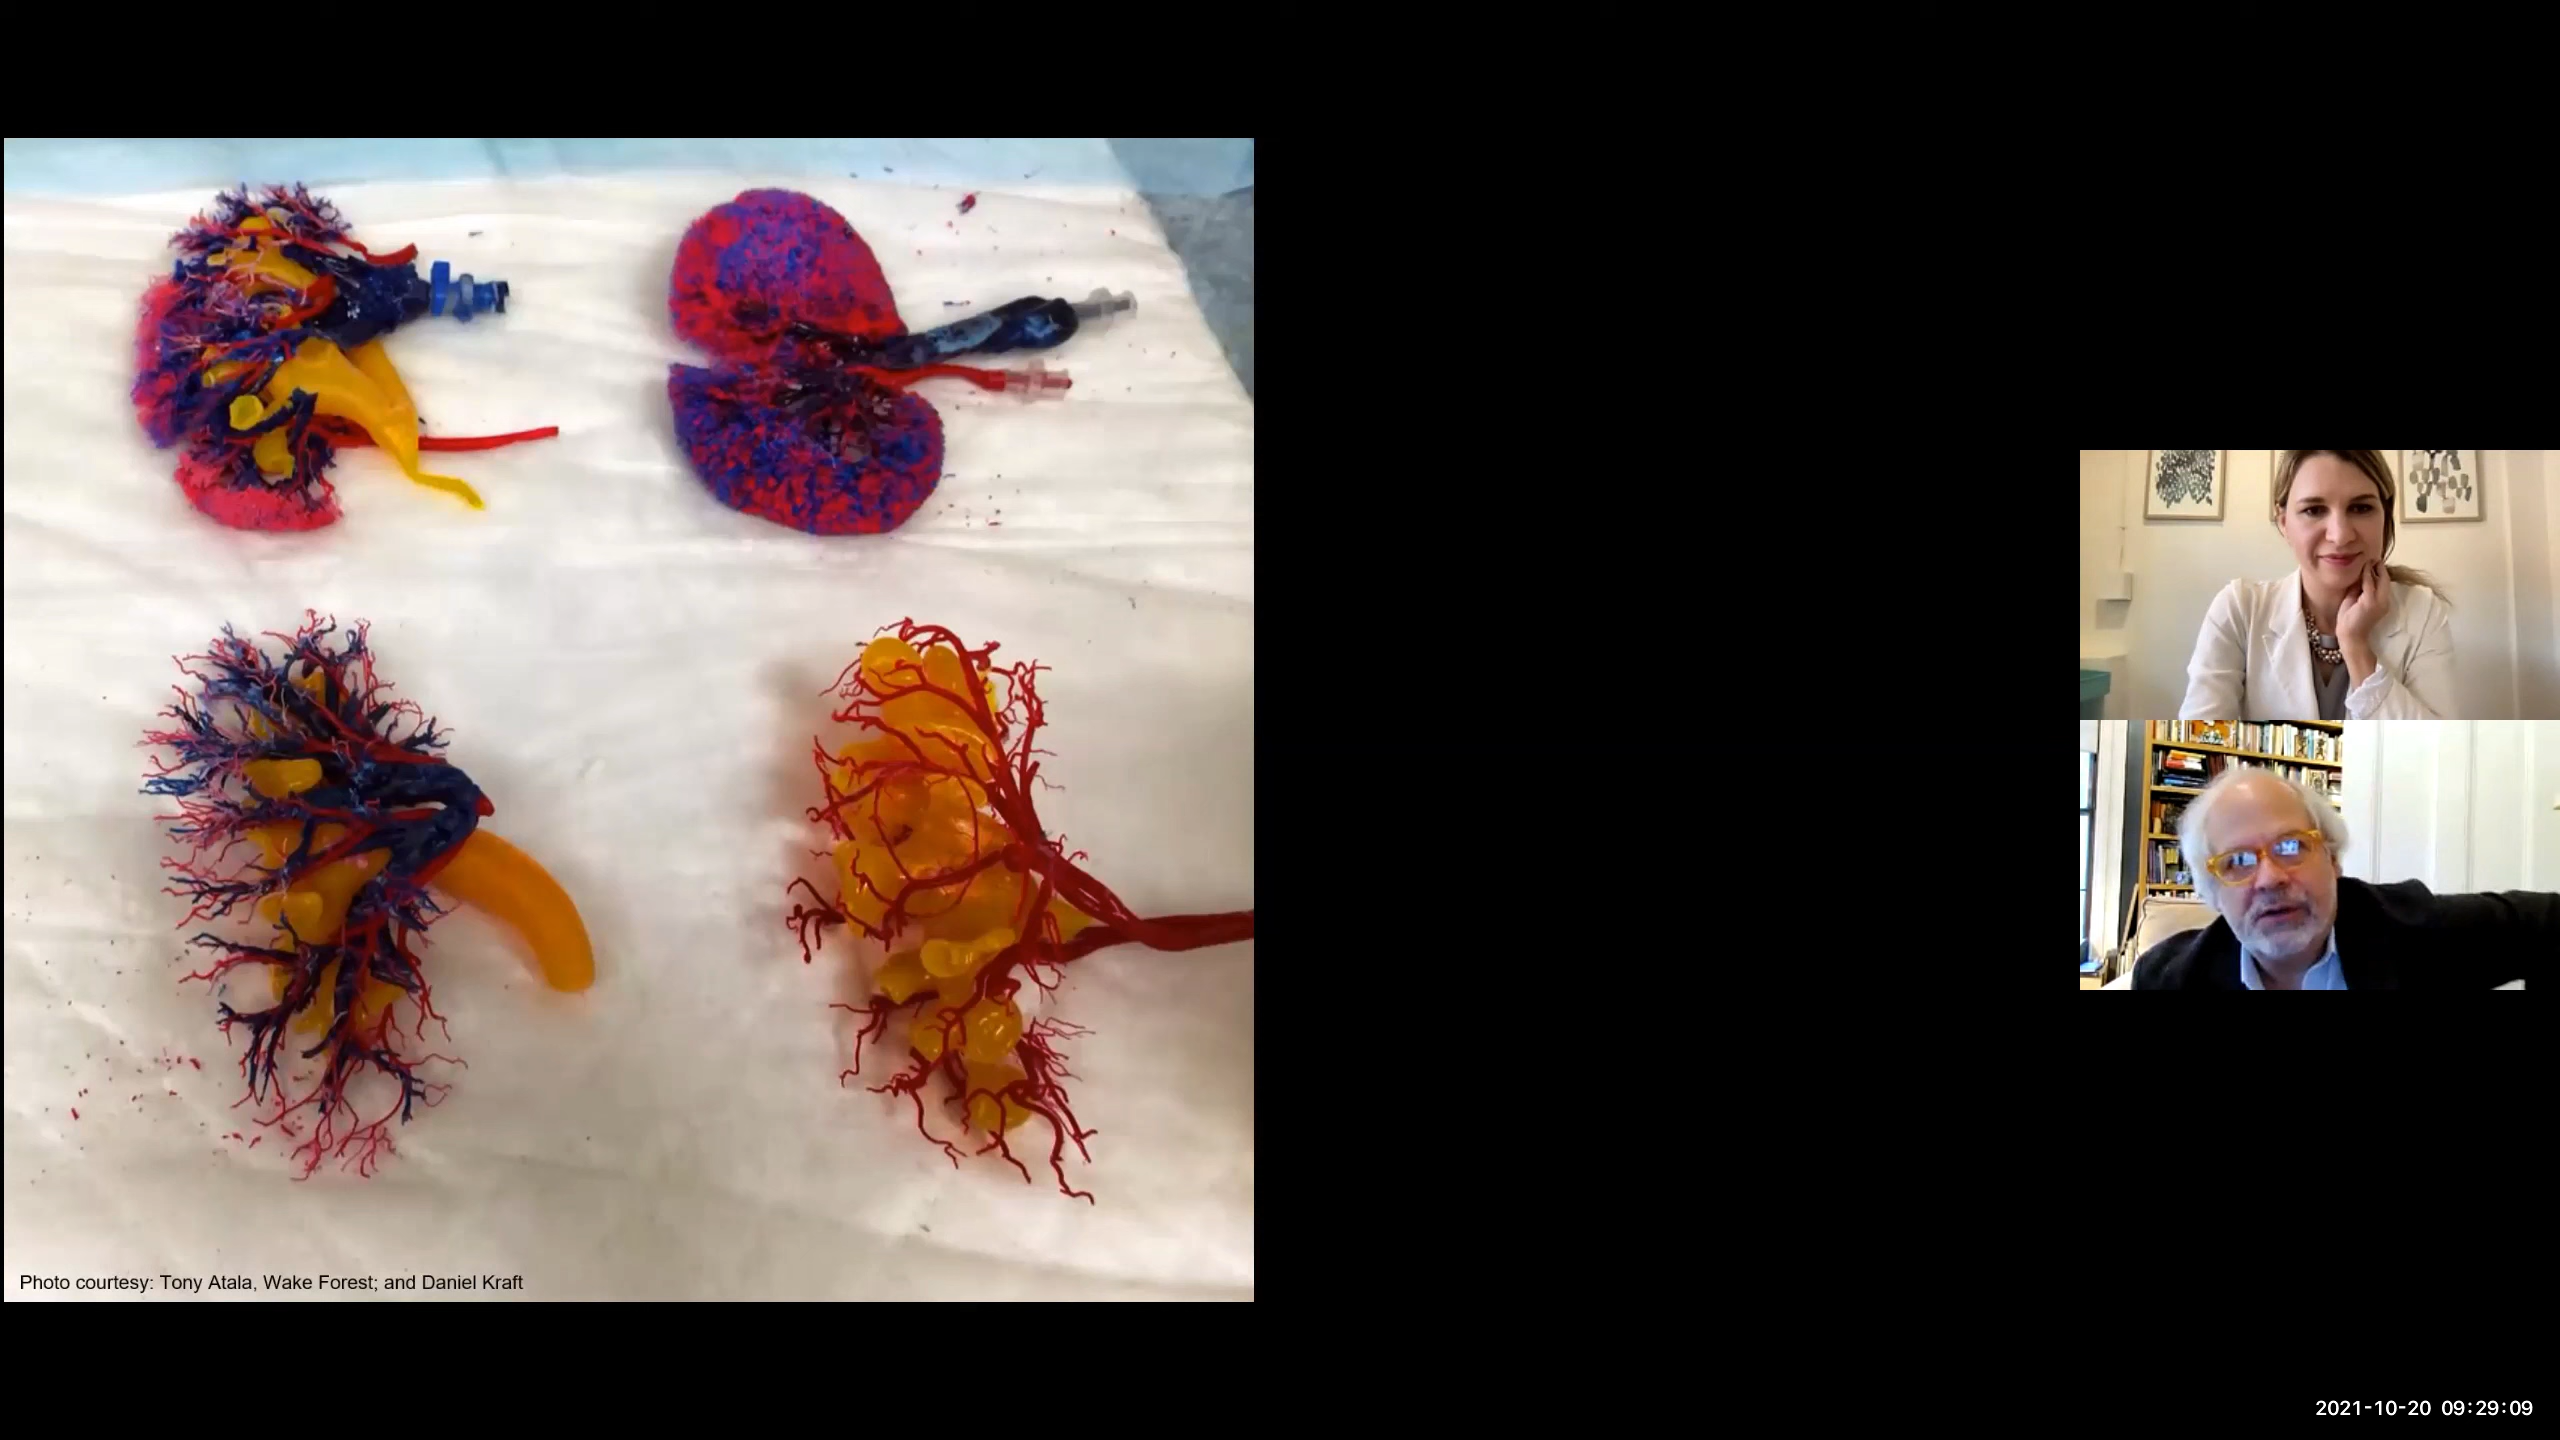 Photo courtesy: Tony Atala, Wake Forest; and Daniel Kraft
2021-10-20 09:29:09